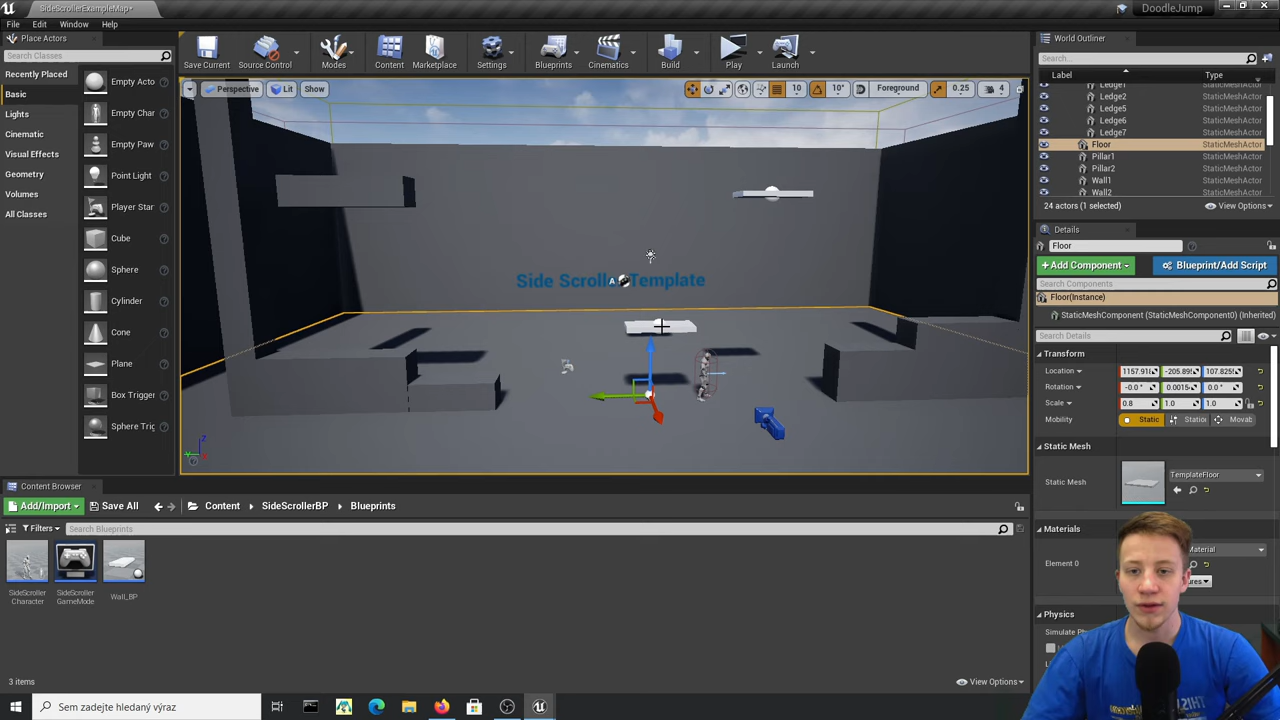 SideScrollerExampleMap*
DoodleJump
File Edit Window Help
Place Actors
Search Classes
Recently Placed
Basic
Lights
Cinematic
Visual Effects
Geometry
Volumes
All Classes
Empty Acto
Empty Char
Empty Paw
Point Light
Player Star
Cube
Sphere
Cylinder
Cone
Plane
Box Trigger
Sphere Trig
Save Current
Source Control
Modes
Content
Marketplace
Settings
Blueprints
Cinematics
Build
Play
Launch
Perspective
Lit
Show
10
10°
Foreground
0.25
4
Side Scroll
A
Template
World Outliner
Search...
Label Type
Ledge1 StaticMeshActor
Ledge2 StaticMeshActor
Ledge5 StaticMeshActor
Ledge6 StaticMeshActor
Ledge7 StaticMeshActor
Floor StaticMeshActor
Pillar1 StaticMeshActor
Pillar2 StaticMeshActor
Wall1 StaticMeshActor
Wall2 StaticMeshActor
24 actors (1 selected)
View Options
Details
Floor
+Add Component
Blueprint/Add Script
Search Components
Floor(Instance)
StaticMeshComponent (StaticMeshComponent0) (Inherited)
Search Details
Transform
Location
1157.91 -205.89 107.825
Rotation
-0.0 ° 0.0015 0.0 °
Scale
0.8 1.0 1.0
Mobility
Static
Station
Movab
Static Mesh
Static Mesh
TemplateFloor
Materials
Element 0
Material
ures
Physics
Simulate P
Content Browser
Add/Import
Save All
Content
SideScrollerBP
Blueprints
Filters
Search Blueprints
SideScroller
Character
SideScroller
GameMode
Wall_BP
3 items
View Options
Sem zadejte hledaný výraz